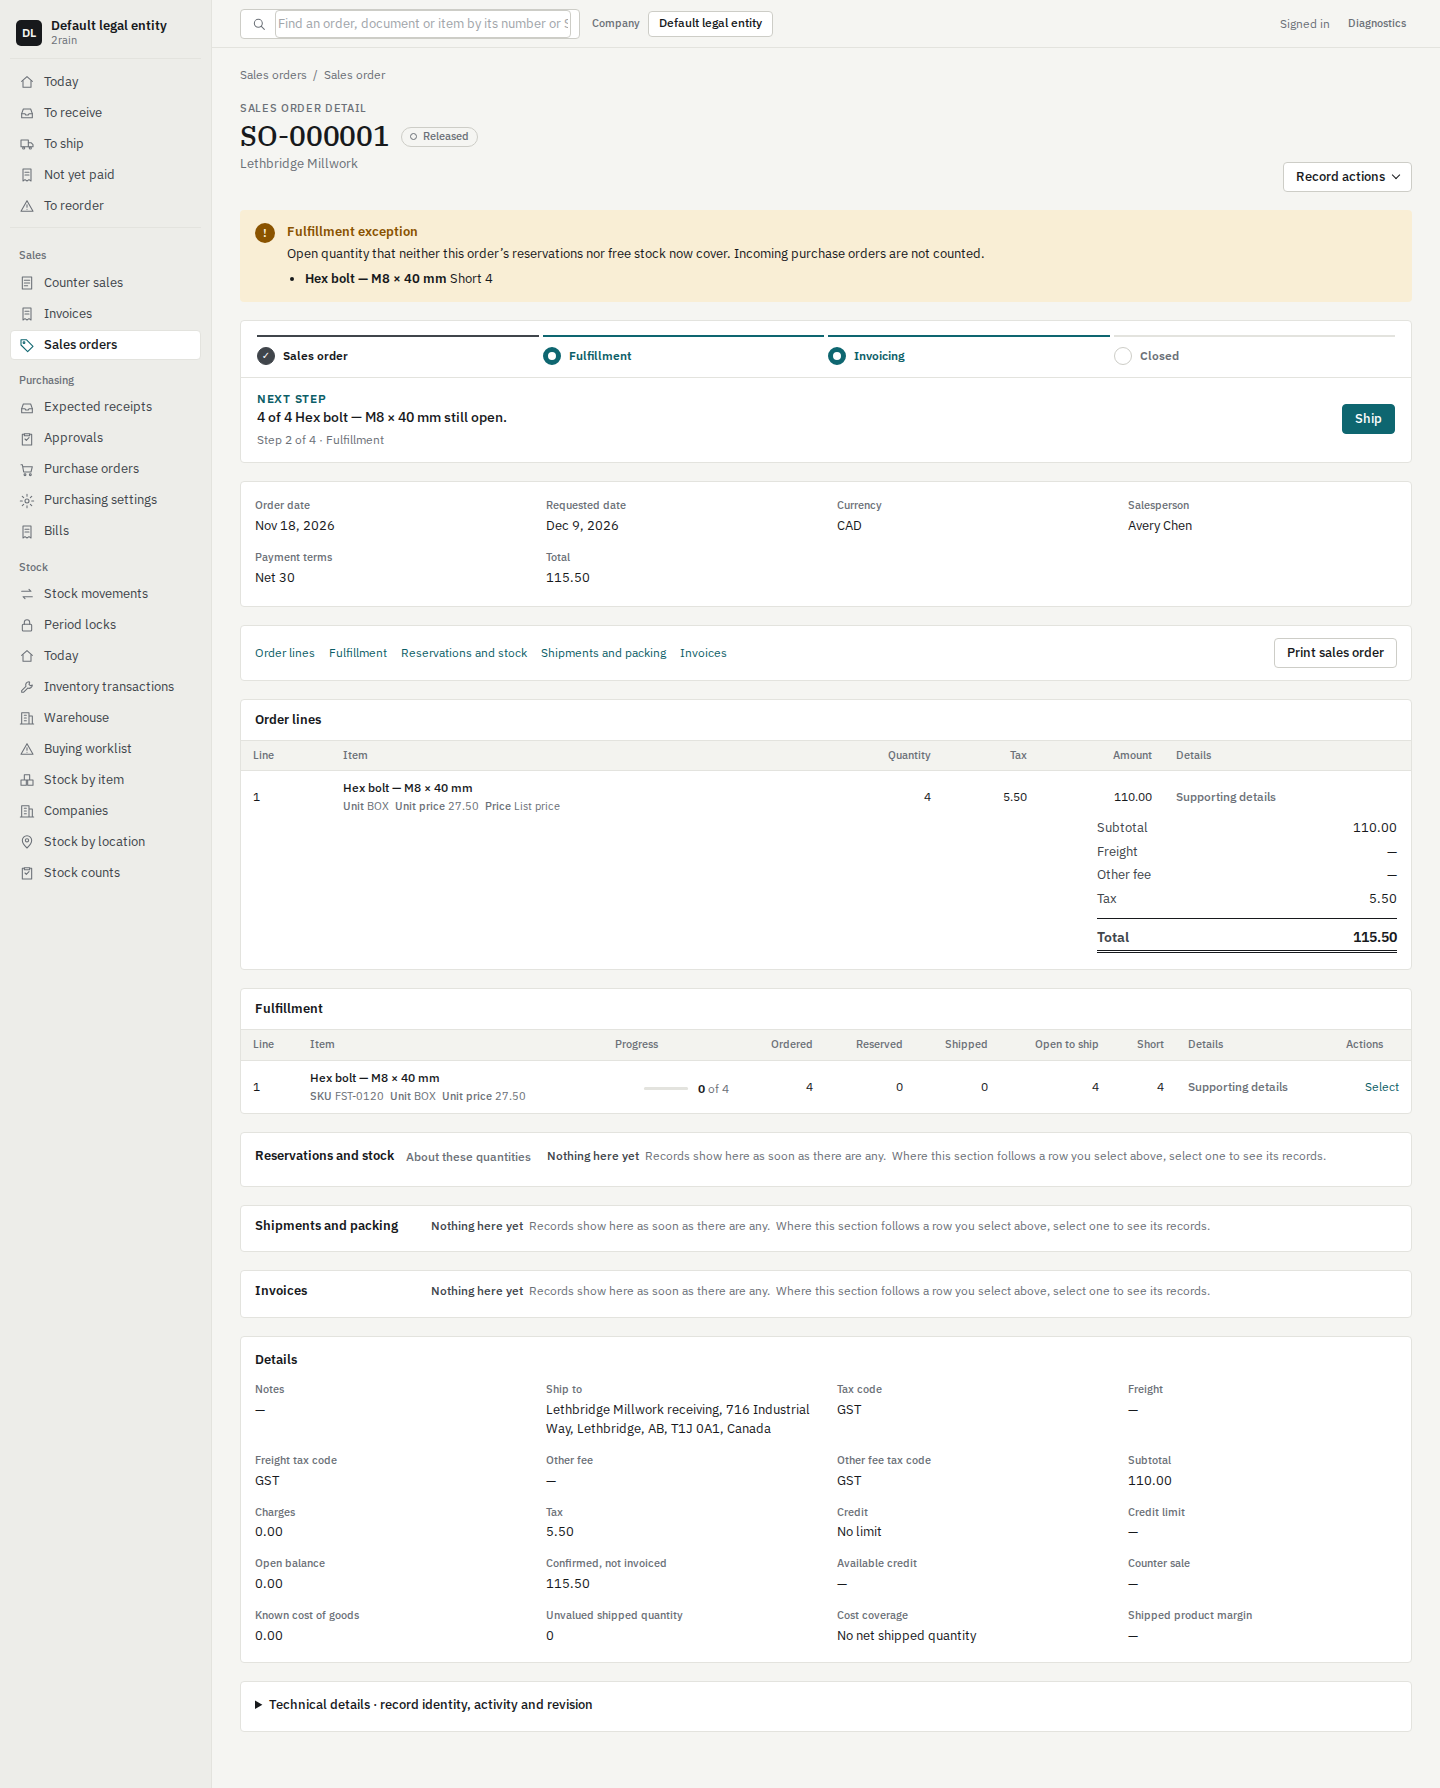 DL
Default legal entity
2rain
Today
To receive
To ship
Not yet paid
To reorder
Sales
Counter sales
Invoices
Sales orders
Purchasing
Expected receipts
Approvals
Purchase orders
Purchasing settings
Bills
Stock
Stock movements
Period locks
Today
Inventory transactions
Warehouse
Buying worklist
Stock by item
Companies
Stock by location
Stock counts
Find an order, document or item by its number or
Company Default legal entity
Signed in Diagnostics
Sales orders / Sales order
SALES ORDER DETAIL
SO-000001 Released
Lethbridge Millwork
Record actions
! Fulfillment exception
Open quantity that neither this order’s reservations nor free stock now cover. Incoming purchase orders are not counted.
• Hex bolt — M8 × 40 mm Short 4
✓ Sales order Fulfillment Invoicing Closed
NEXT STEP
4 of 4 Hex bolt — M8 × 40 mm still open.
Step 2 of 4 · Fulfillment
Ship
Order date Requested date Currency Salesperson
Nov 18, 2026 Dec 9, 2026 CAD Avery Chen
Payment terms Total
Net 30 115.50
Order lines Fulfillment Reservations and stock Shipments and packing Invoices Print sales order
Order lines
Line Item Quantity Tax Amount Details
1 Hex bolt — M8 × 40 mm 4 5.50 110.00 Supporting details
Unit BOX Unit price 27.50 Price List price
Subtotal 110.00
Freight —
Other fee —
Tax 5.50
Total 115.50
Fulfillment
Line Item Progress Ordered Reserved Shipped Open to ship Short Details Actions
1 Hex bolt — M8 × 40 mm 0 of 4 4 0 0 4 4 Supporting details Select
SKU FST-0120 Unit BOX Unit price 27.50
Reservations and stock About these quantities Nothing here yet Records show here as soon as there are any. Where this section follows a row you select above, select one to see its records.
Shipments and packing Nothing here yet Records show here as soon as there are any. Where this section follows a row you select above, select one to see its records.
Invoices Nothing here yet Records show here as soon as there are any. Where this section follows a row you select above, select one to see its records.
Details
Notes Ship to Tax code Freight
— Lethbridge Millwork receiving, 716 Industrial GST —
Way, Lethbridge, AB, T1J 0A1, Canada
Freight tax code Other fee Other fee tax code Subtotal
GST — GST 110.00
Charges Tax Credit Credit limit
0.00 5.50 No limit —
Open balance Confirmed, not invoiced Available credit Counter sale
0.00 115.50 — —
Known cost of goods Unvalued shipped quantity Cost coverage Shipped product margin
0.00 0 No net shipped quantity —
Technical details · record identity, activity and revision